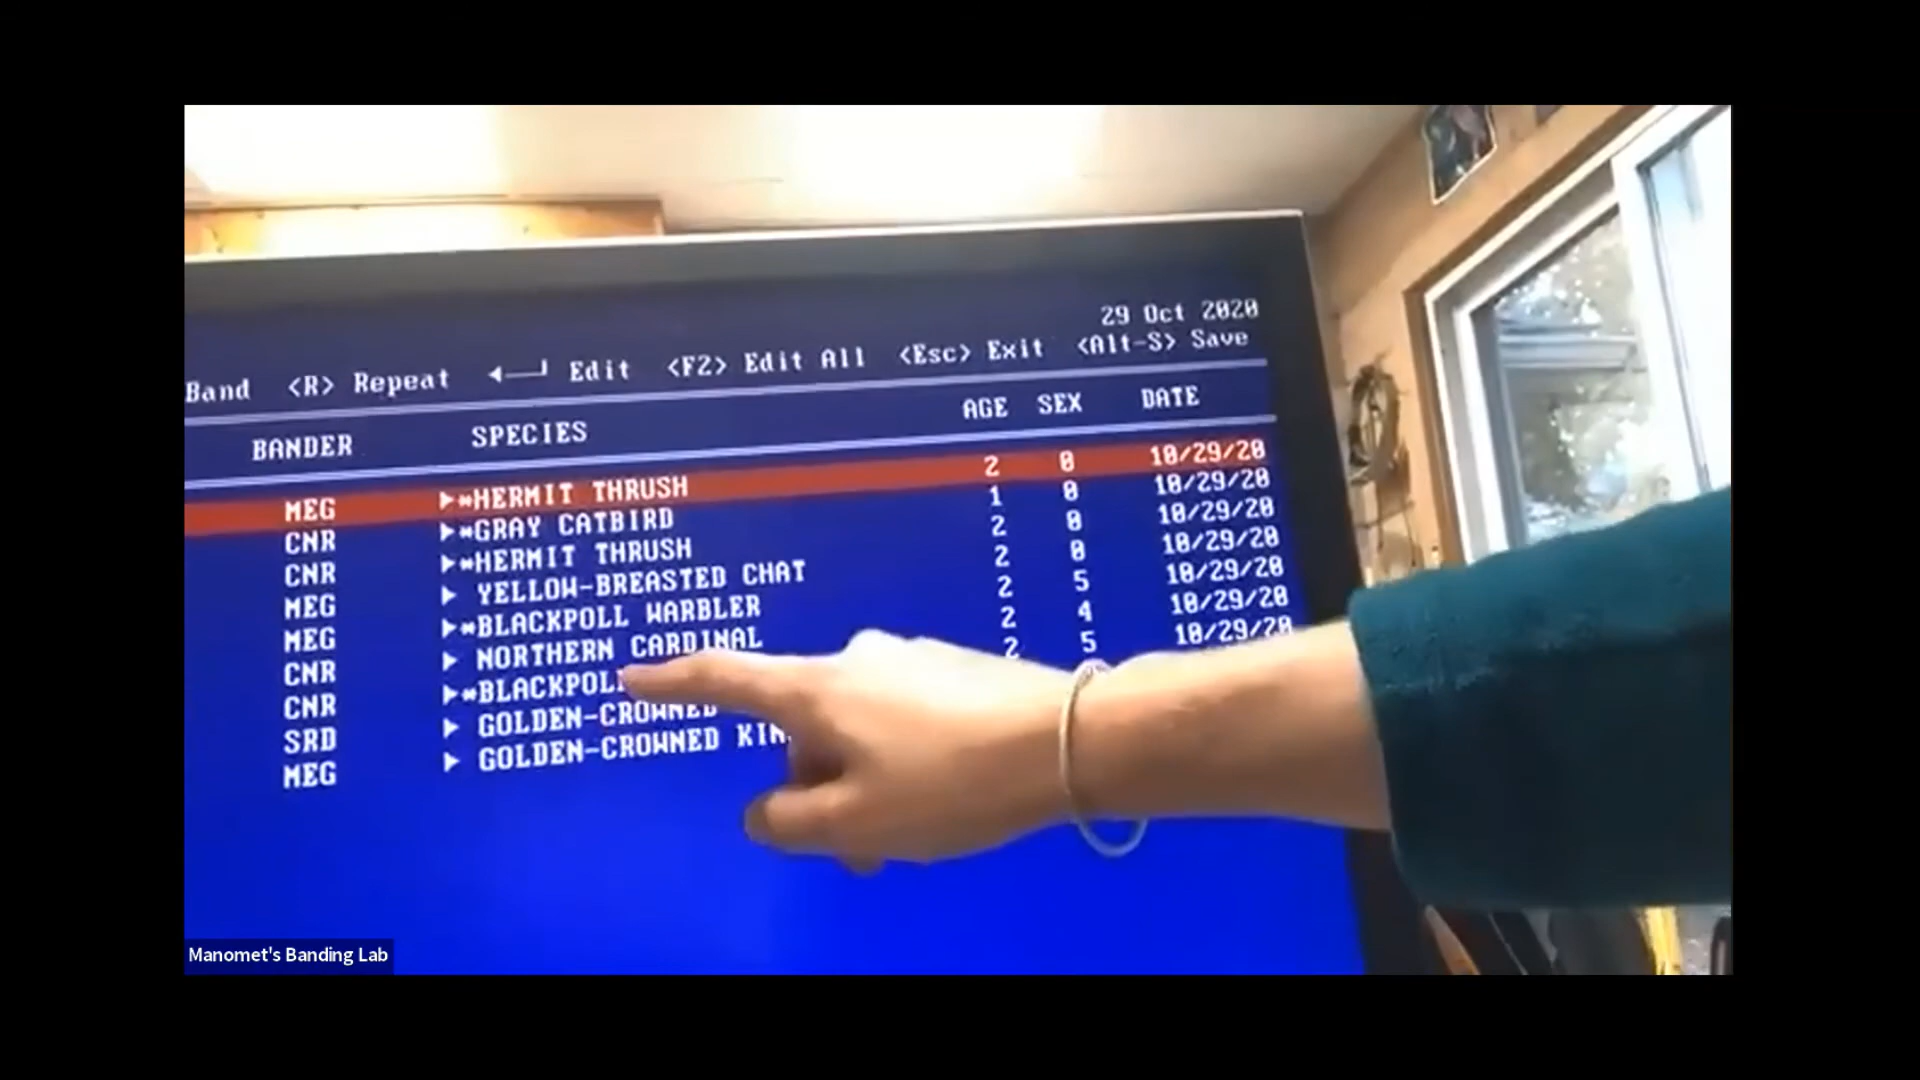 29 Oct 2020
Band <R> Repeat Edit <F2> Edit All <Esc> Exit <Alt-S> Save
BANDER SPECIES AGE SEX DATE
MEG *HERMIT THRUSH 2 0 10/29/20
CNR *GRAY CATBIRD 1 0 10/29/20
CNR *HERMIT THRUSH 2 0 10/29/20
MEG YELLOW-BREASTED CHAT 2 0 10/29/20
MEG *BLACKPOLL WARBLER 2 5 10/29/20
CNR NORTHERN CARDINAL 2 4 10/29/20
CNR *BLACKPOLL 2 5 10/29/20
SRD GOLDEN-CROWNED
MEG GOLDEN-CROWNED KIN
Manomet's Banding Lab